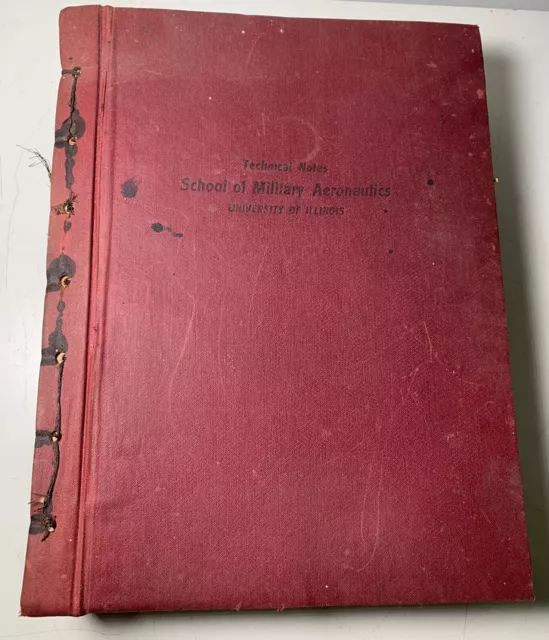 Technical Notes
School of Military Aeronautics
UNIVERSITY OF ILLINOIS